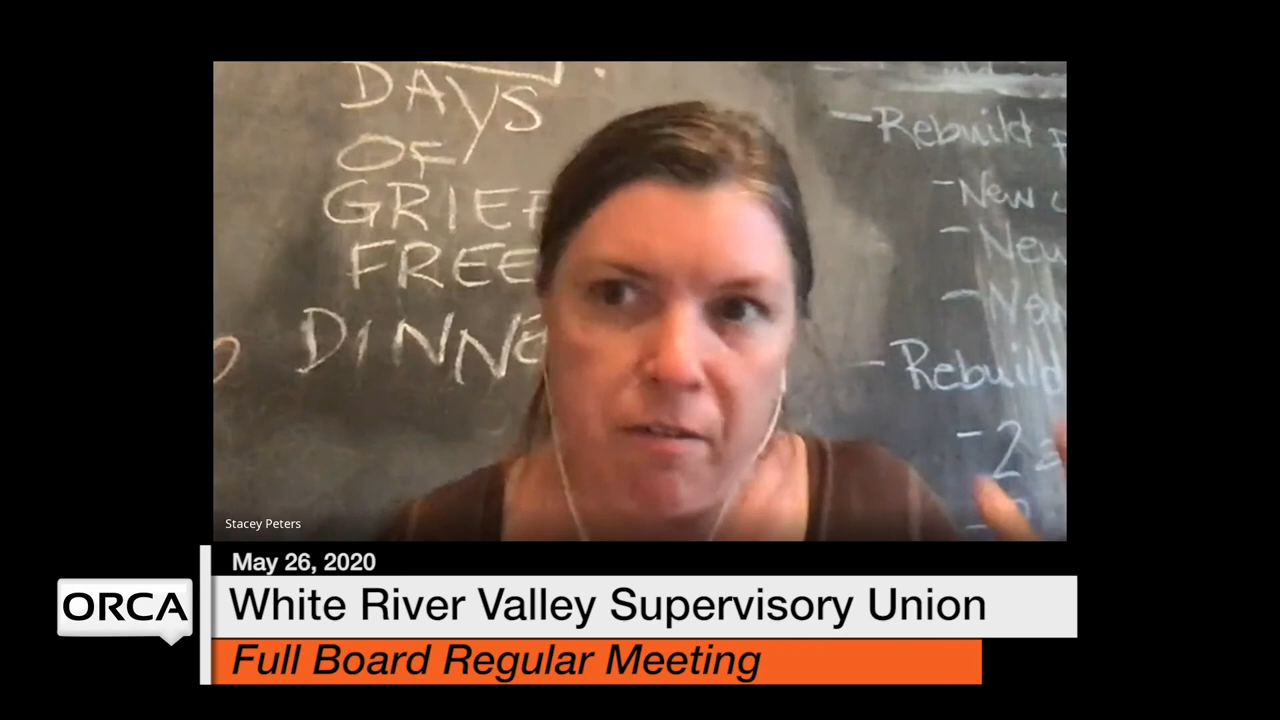 DAYS
OF
GRIEF
FREE
DINNE
-Rebuild
-New
-New
-Rebuild
-2
Stacey Peters
May 26, 2020
ORCA
White River Valley Supervisory Union
Full Board Regular Meeting